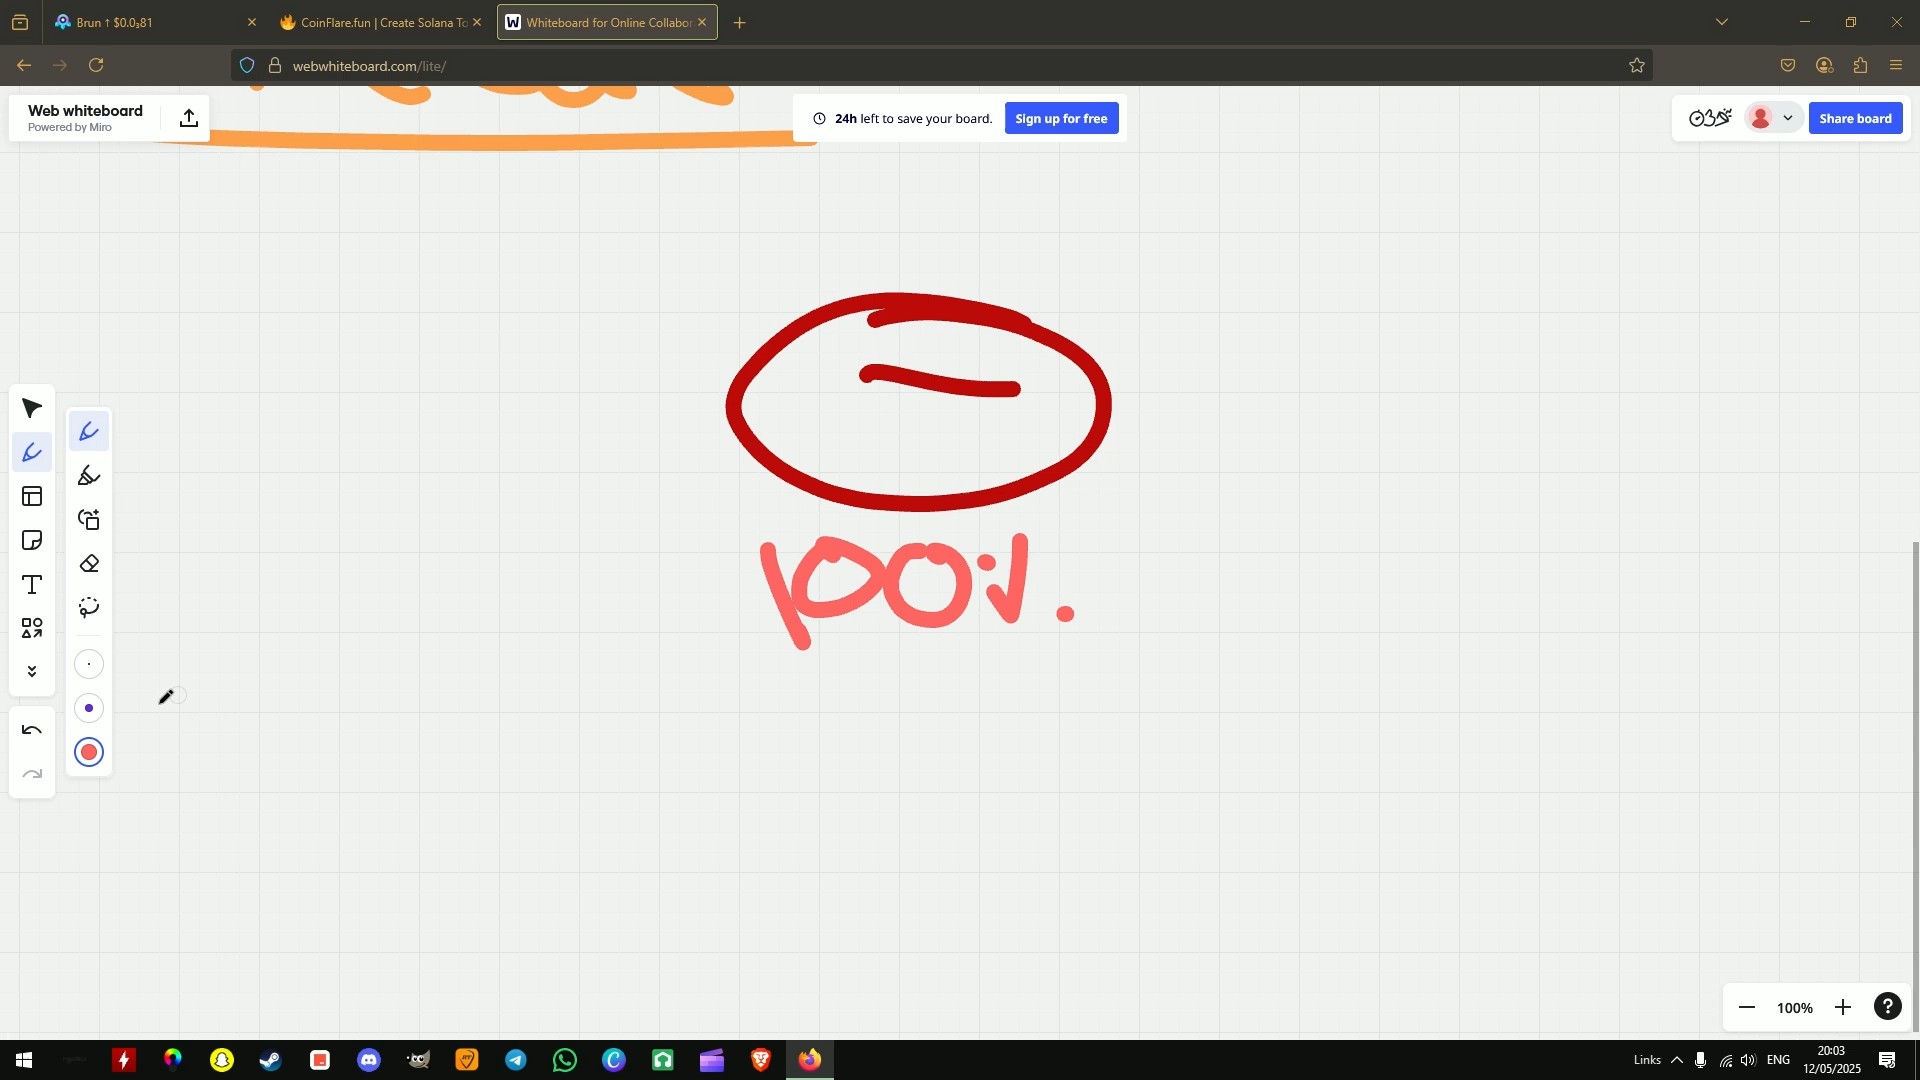 Brun ↑ $0.0₃81
CoinFlare.fun | Create Solana To
Whiteboard for Online Collabor
webwhiteboard.com/lite/
Web whiteboard
Powered by Miro
24h left to save your board.
Sign up for free
Share board
100%.
100%
Links
ENG
20:03
12/05/2025